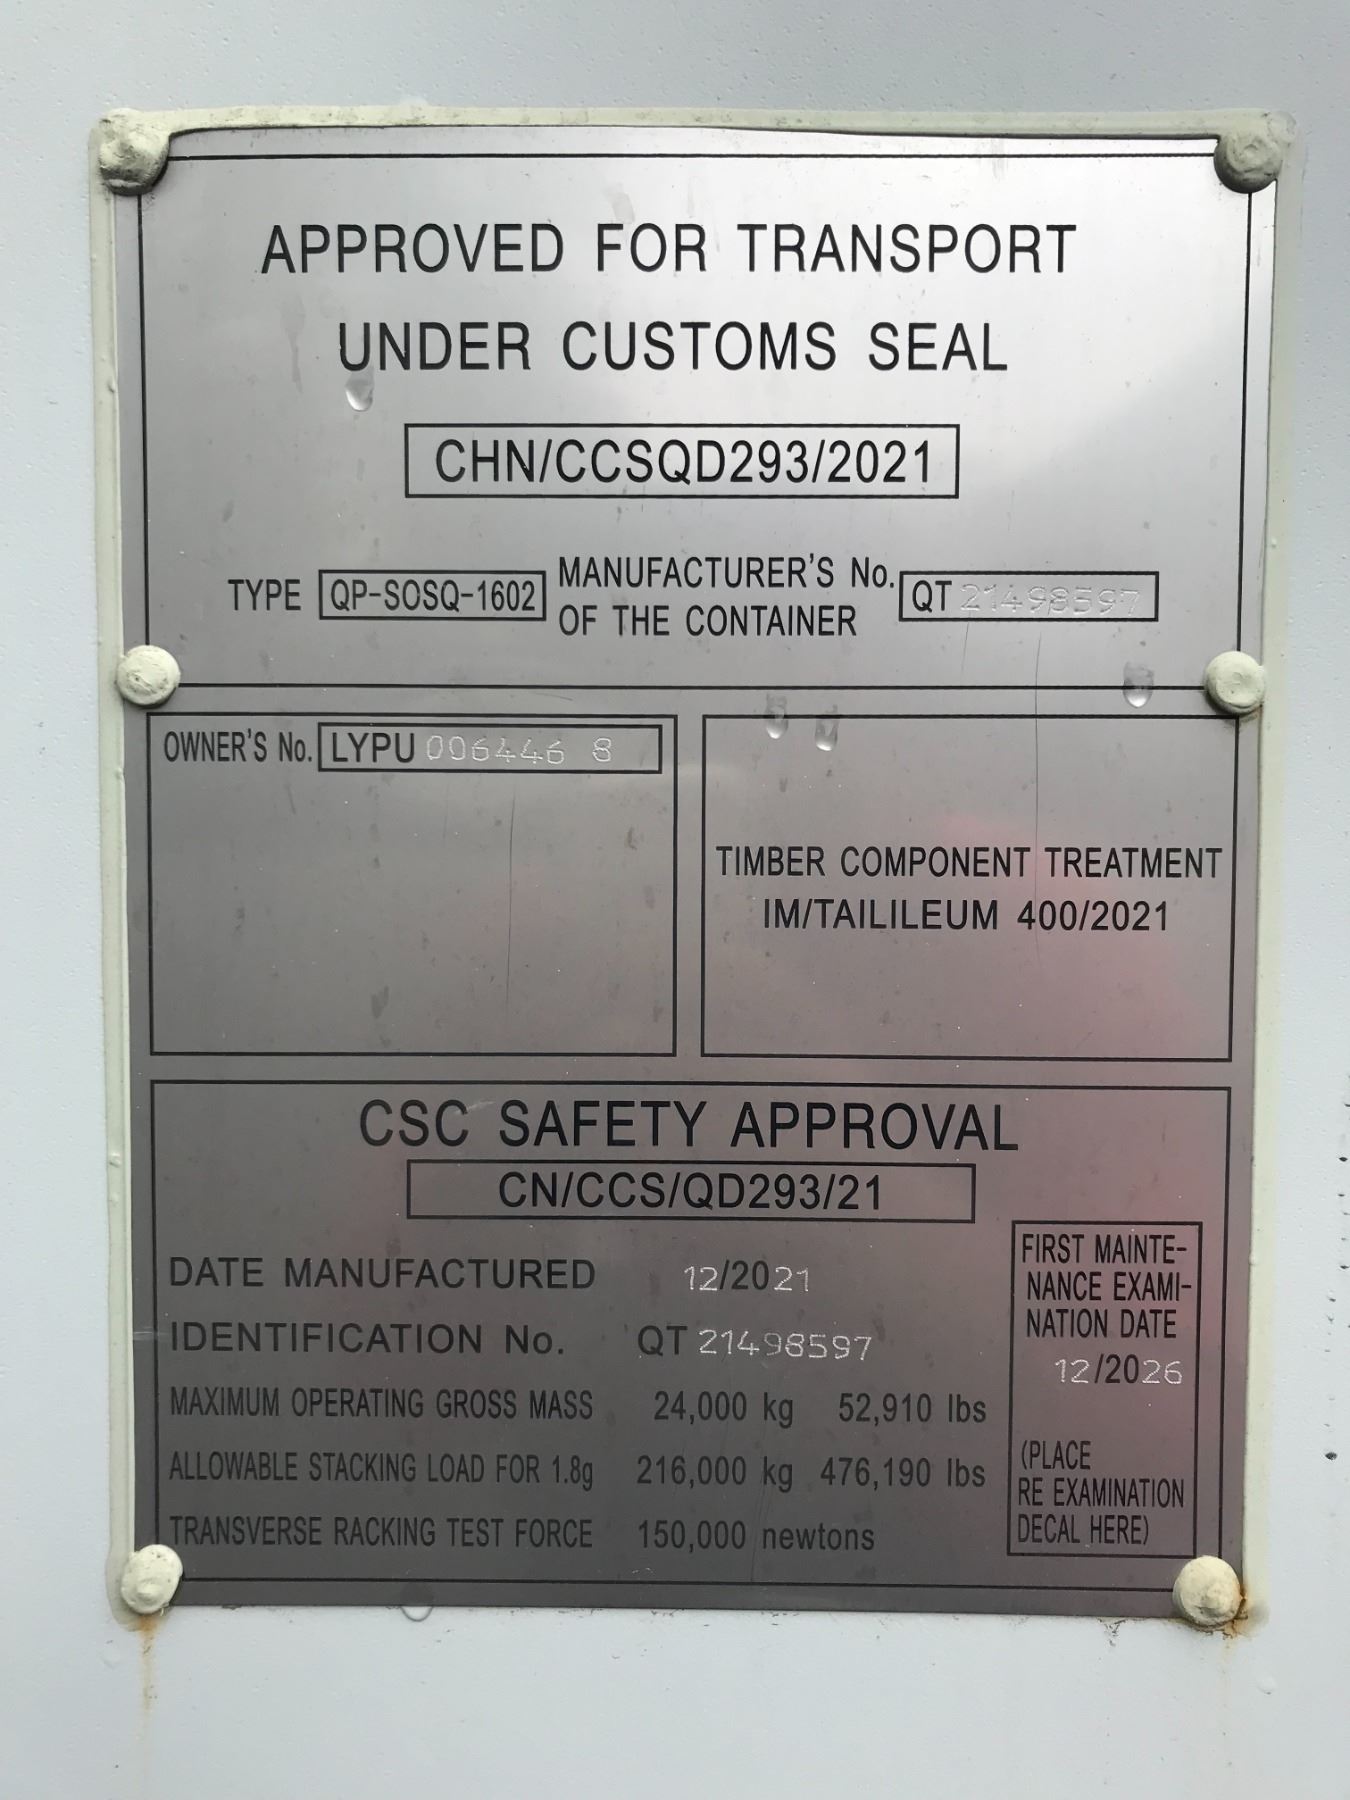 APPROVED FOR TRANSPORT
UNDER CUSTOMS SEAL
CHN/CCSQD293/2021
TYPE QP-SOSQ-1602 MANUFACTURER'S No. OF THE CONTAINER QT 21498597
OWNER'S No. LYPU 006446 8
TIMBER COMPONENT TREATMENT
IM/TAILILEUM 400/2021
CSC SAFETY APPROVAL
CN/CCS/QD293/21
DATE MANUFACTURED 12/2021
IDENTIFICATION No. QT 21498597
MAXIMUM OPERATING GROSS MASS 24,000 kg 52,910 lbs
ALLOWABLE STACKING LOAD FOR 1.8g 216,000 kg 476,190 lbs
TRANSVERSE RACKING TEST FORCE 150,000 newtons
FIRST MAINTE-
NANCE EXAMI-
NATION DATE
12/2026
(PLACE
RE EXAMINATION
DECAL HERE)